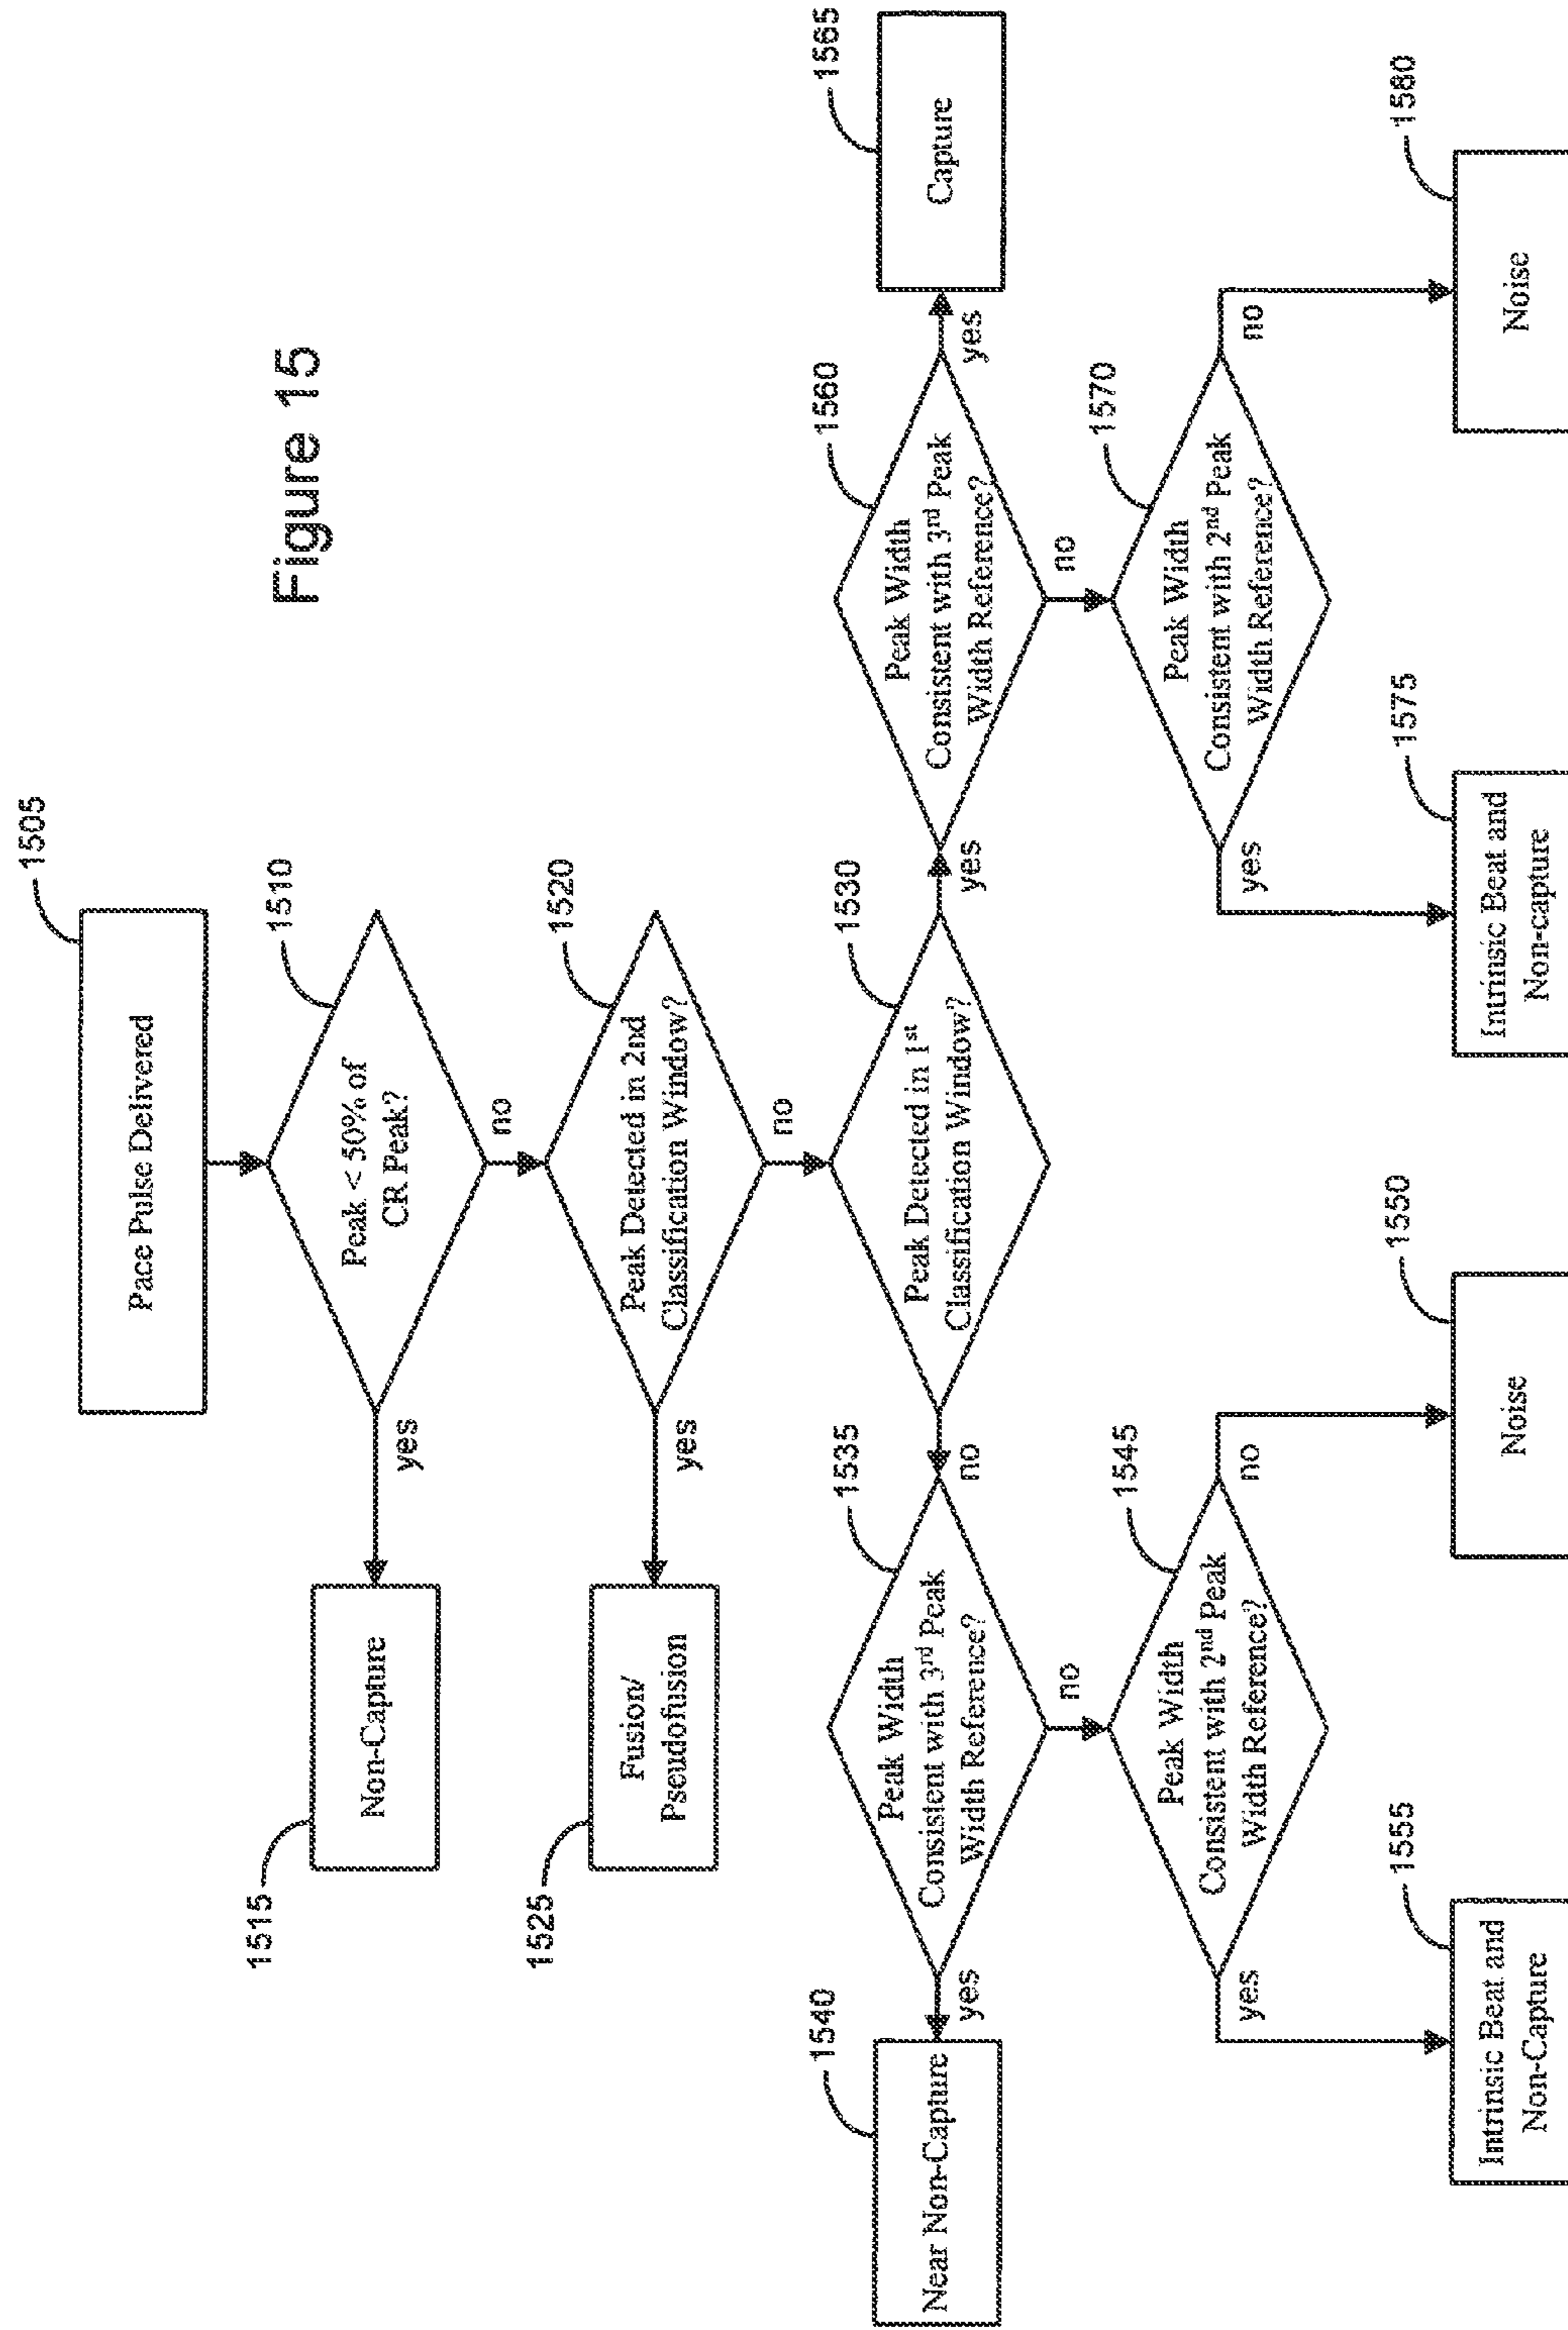 Figure 15
1505
Pace Pulse Delivered
1510
Peak < 50% of
CR Peak?
yes
no
1515
Non-Capture
1520
Peak Detected in 2nd
Classification Window?
yes
no
1525
Fusion/
Pseudofusion
1530
Peak Detected in 1st
Classification Window?
no
yes
1535
Peak Width
Consistent with 3rd Peak
Width Reference?
yes
no
1540
Near Non-Capture
1545
Peak Width
Consistent with 2nd Peak
Width Reference?
yes
no
1555
Intrinsic Beat and
Non-Capture
1550
Noise
1560
Peak Width
Consistent with 3rd Peak
Width Reference?
yes
no
1565
Capture
1570
Peak Width
Consistent with 2nd Peak
Width Reference?
yes
no
1575
Intrinsic Beat and
Non-capture
1580
Noise